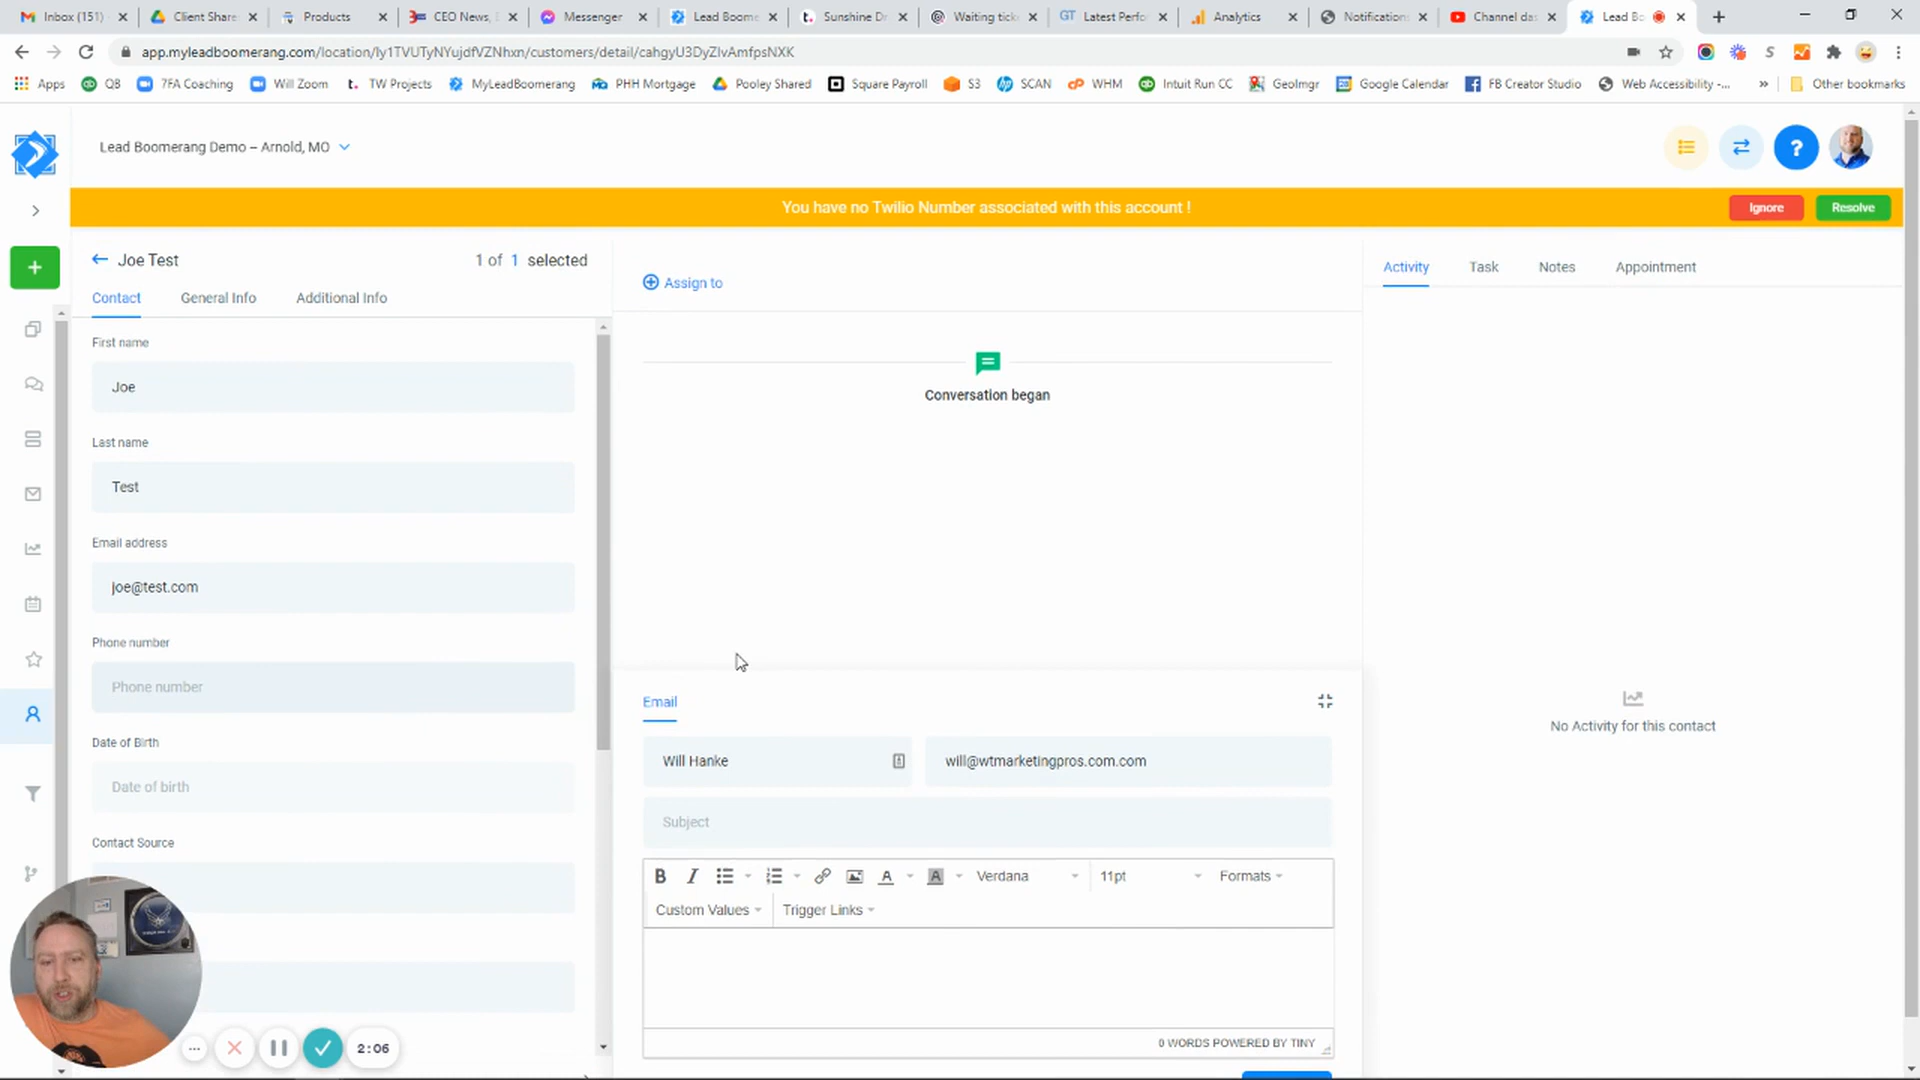 Inbox (151)
Client Share
Products
CEO News,
Messenger
Lead Boome
Sunshine Dr
Waiting tick
GT Latest Perfo
Analytics
Notification
Channel das
Lead Bo
app.myleadboomerang.com/location/Iy1TVUTyNYujdfVZNhxn/customers/detail/cahgyU3DyZIvAmfpsNXK
Apps
QB
7FA Coaching
Will Zoom
t. TW Projects
MyLeadBoomerang
PHH Mortgage
Pooley Shared
Square Payroll
S3
SCAN
WHM
Intuit Run CC
GeoImgr
Google Calendar
FB Creator Studio
Web Accessibility -...
»
Other bookmarks
Lead Boomerang Demo – Arnold, MO
?
You have no Twilio Number associated with this account !
Ignore
Resolve
Joe Test
1 of 1 selected
Contact
General Info
Additional Info
First name
Joe
Last name
Test
Email address
joe@test.com
Phone number
Phone number
Date of Birth
Date of birth
Contact Source
2:06
Assign to
Conversation began
Email
Will Hanke
will@wtmarketingpros.com.com
Subject
B I
A
A
Verdana
11pt
Formats
Custom Values
Trigger Links
0 WORDS POWERED BY TINY
Activity
Task
Notes
Appointment
No Activity for this contact